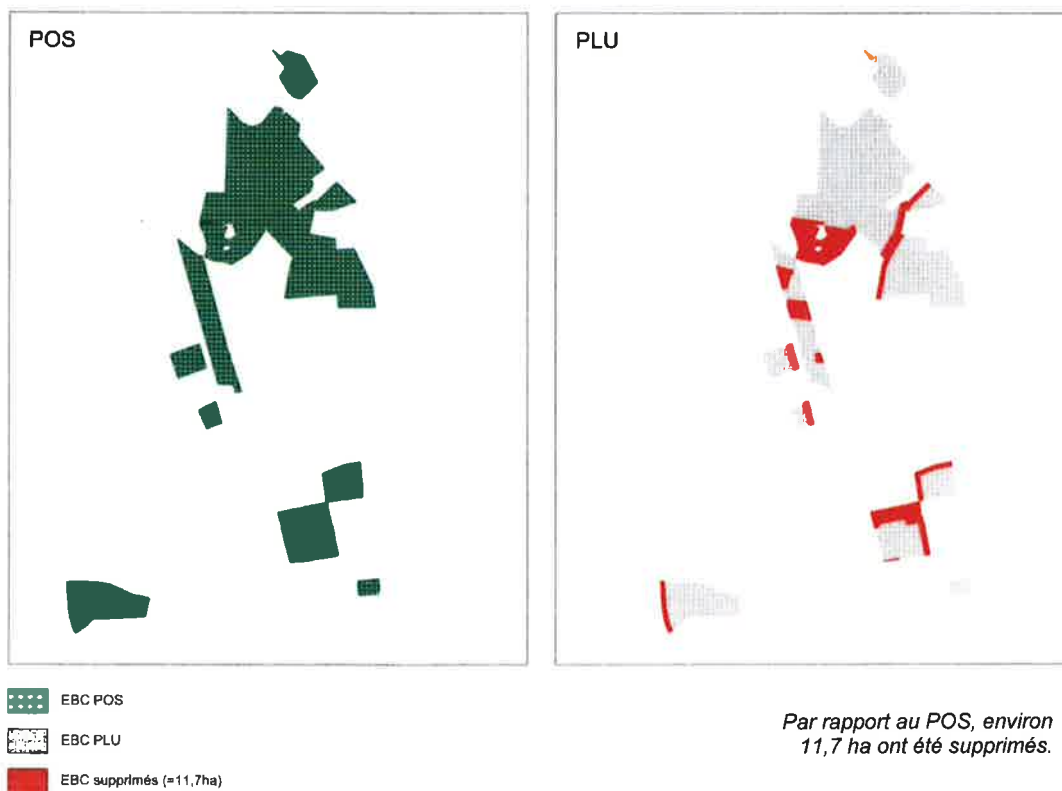 POS
PLU
EBC POS
EBC PLU
EBC supprimés (=11,7ha)
Par rapport au POS, environ
11,7 ha ont été supprimés.